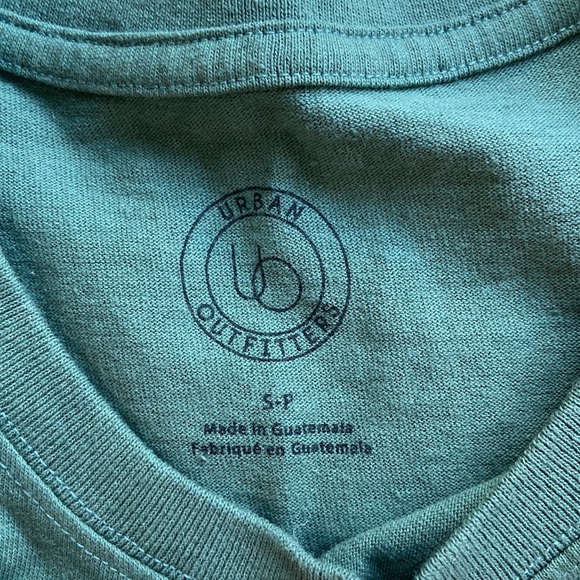 URBAN
UO
OUTFITTERS
S-P
Made in Guatemala
Fabriqué en Guatemala